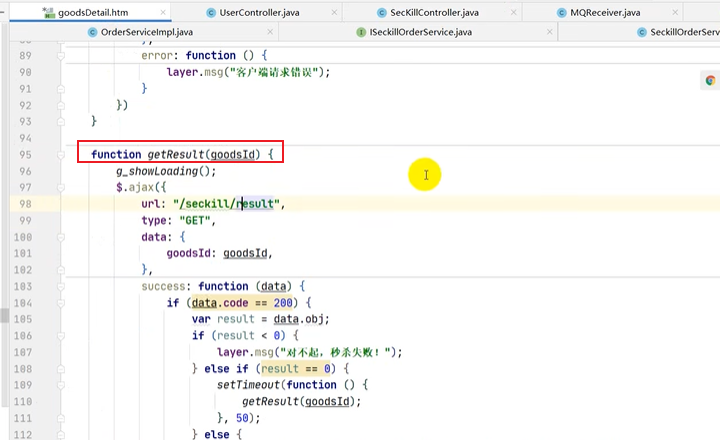 goodsDetail.htm UserController.java SecKillController.java MQReceiver.java
OrderServiceImpl.java ISeckillOrderService.java SeckillOrderServ
89 error: function () {
90 layer.msg("客户端请求错误");
91 }
92 })
93 }
94
95 function getResult(goodsId) {
96 g_showLoading();
97 $.ajax({
98 url: "/seckill/result",
99 type: "GET",
100 data: {
101 goodsId: goodsId,
102 },
103 success: function (data) {
104 if (data.code == 200) {
105 var result = data.obj;
106 if (result < 0) {
107 layer.msg("对不起，秒杀失败！");
108 } else if (result == 0) {
109 setTimeout(function () {
110 getResult(goodsId);
111 }, 50);
112 } else {